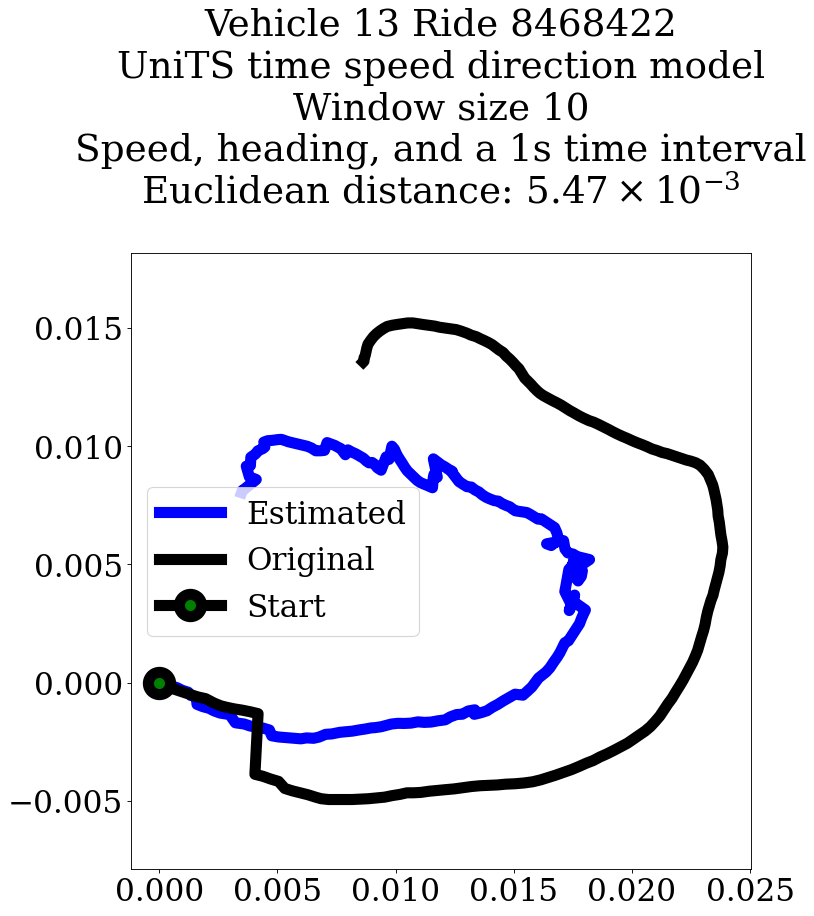 Vehicle 13 Ride 8468422
UniTS time speed direction model
Window size 10
Speed, heading, and a 1s time interval
Euclidean distance: 5.47 × 10⁻³
0.015
0.010
0.005
0.000
−0.005
Estimated
Original
Start
0.000 0.005 0.010 0.015 0.020 0.025